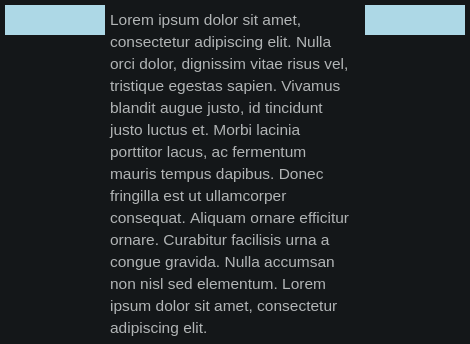 Lorem ipsum dolor sit amet,
consectetur adipiscing elit. Nulla
orci dolor, dignissim vitae risus vel,
tristique egestas sapien. Vivamus
blandit augue justo, id tincidunt
justo luctus et. Morbi lacinia
porttitor lacus, ac fermentum
mauris tempus dapibus. Donec
fringilla est ut ullamcorper
consequat. Aliquam ornare efficitur
ornare. Curabitur facilisis urna a
congue gravida. Nulla accumsan
non nisl sed elementum. Lorem
ipsum dolor sit amet, consectetur
adipiscing elit.